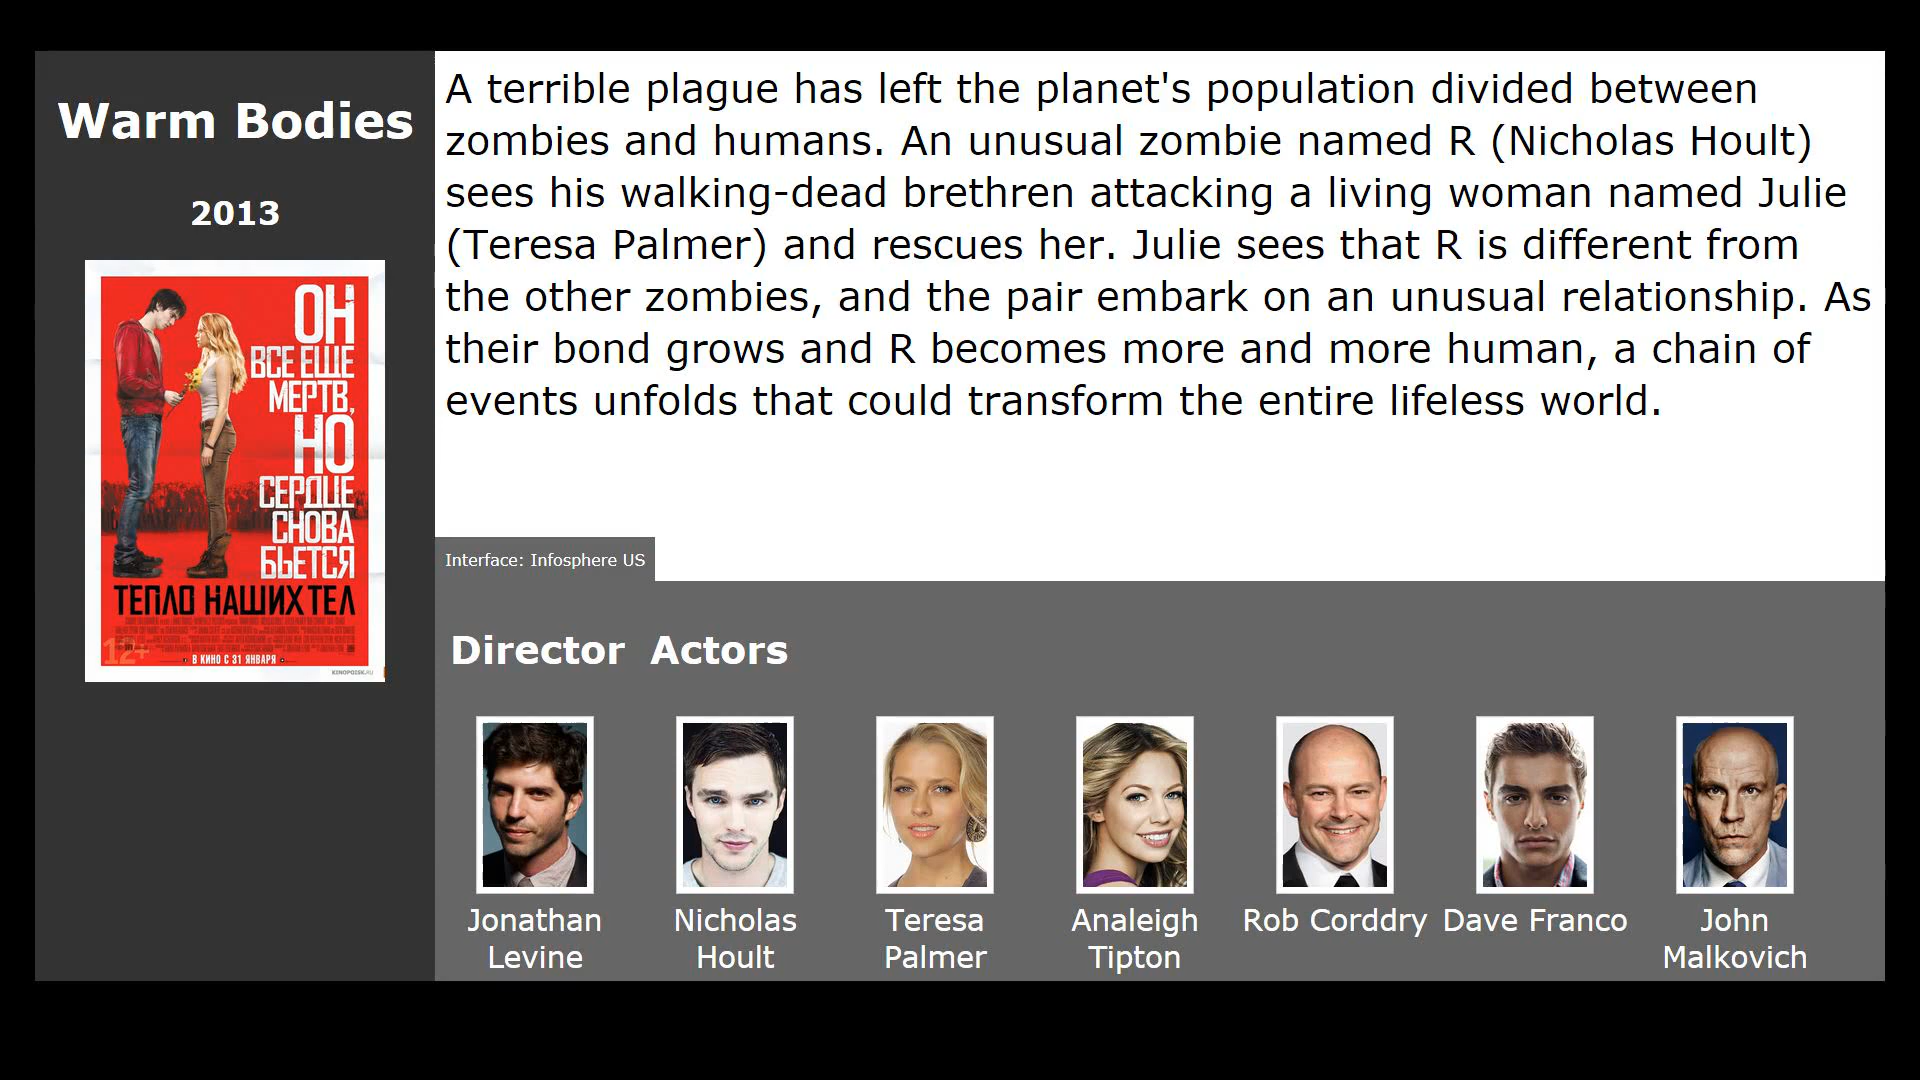 Warm Bodies
2013
ОН
ВСЕ ЕЩЕ
МЕРТВ,
НО
СЕРДЦЕ
СНОВА
БЬЕТСЯ
ТЕПЛО НАШИХ ТЕЛ
12+
В КИНО С 31 ЯНВАРЯ
KINOPOISK.RU
A terrible plague has left the planet's population divided between
zombies and humans. An unusual zombie named R (Nicholas Hoult)
sees his walking-dead brethren attacking a living woman named Julie
(Teresa Palmer) and rescues her. Julie sees that R is different from
the other zombies, and the pair embark on an unusual relationship. As
their bond grows and R becomes more and more human, a chain of
events unfolds that could transform the entire lifeless world.
Interface: Infosphere US
Director Actors
Jonathan Levine
Nicholas Hoult
Teresa Palmer
Analeigh Tipton
Rob Corddry
Dave Franco
John Malkovich